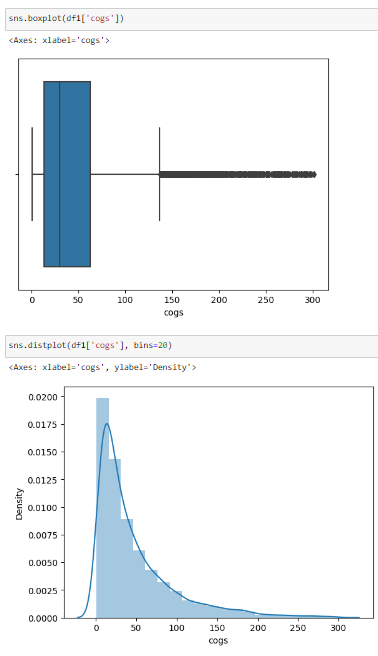 sns.boxplot(df1['cogs'])
<Axes: xlabel='cogs'>
0 50 100 150 200 250 300
cogs
sns.distplot(df1['cogs'], bins=20)
<Axes: xlabel='cogs', ylabel='Density'>
0.0200
0.0175
0.0150
0.0125
0.0100
0.0075
0.0050
0.0025
0.0000
Density
0 50 100 150 200 250 300
cogs